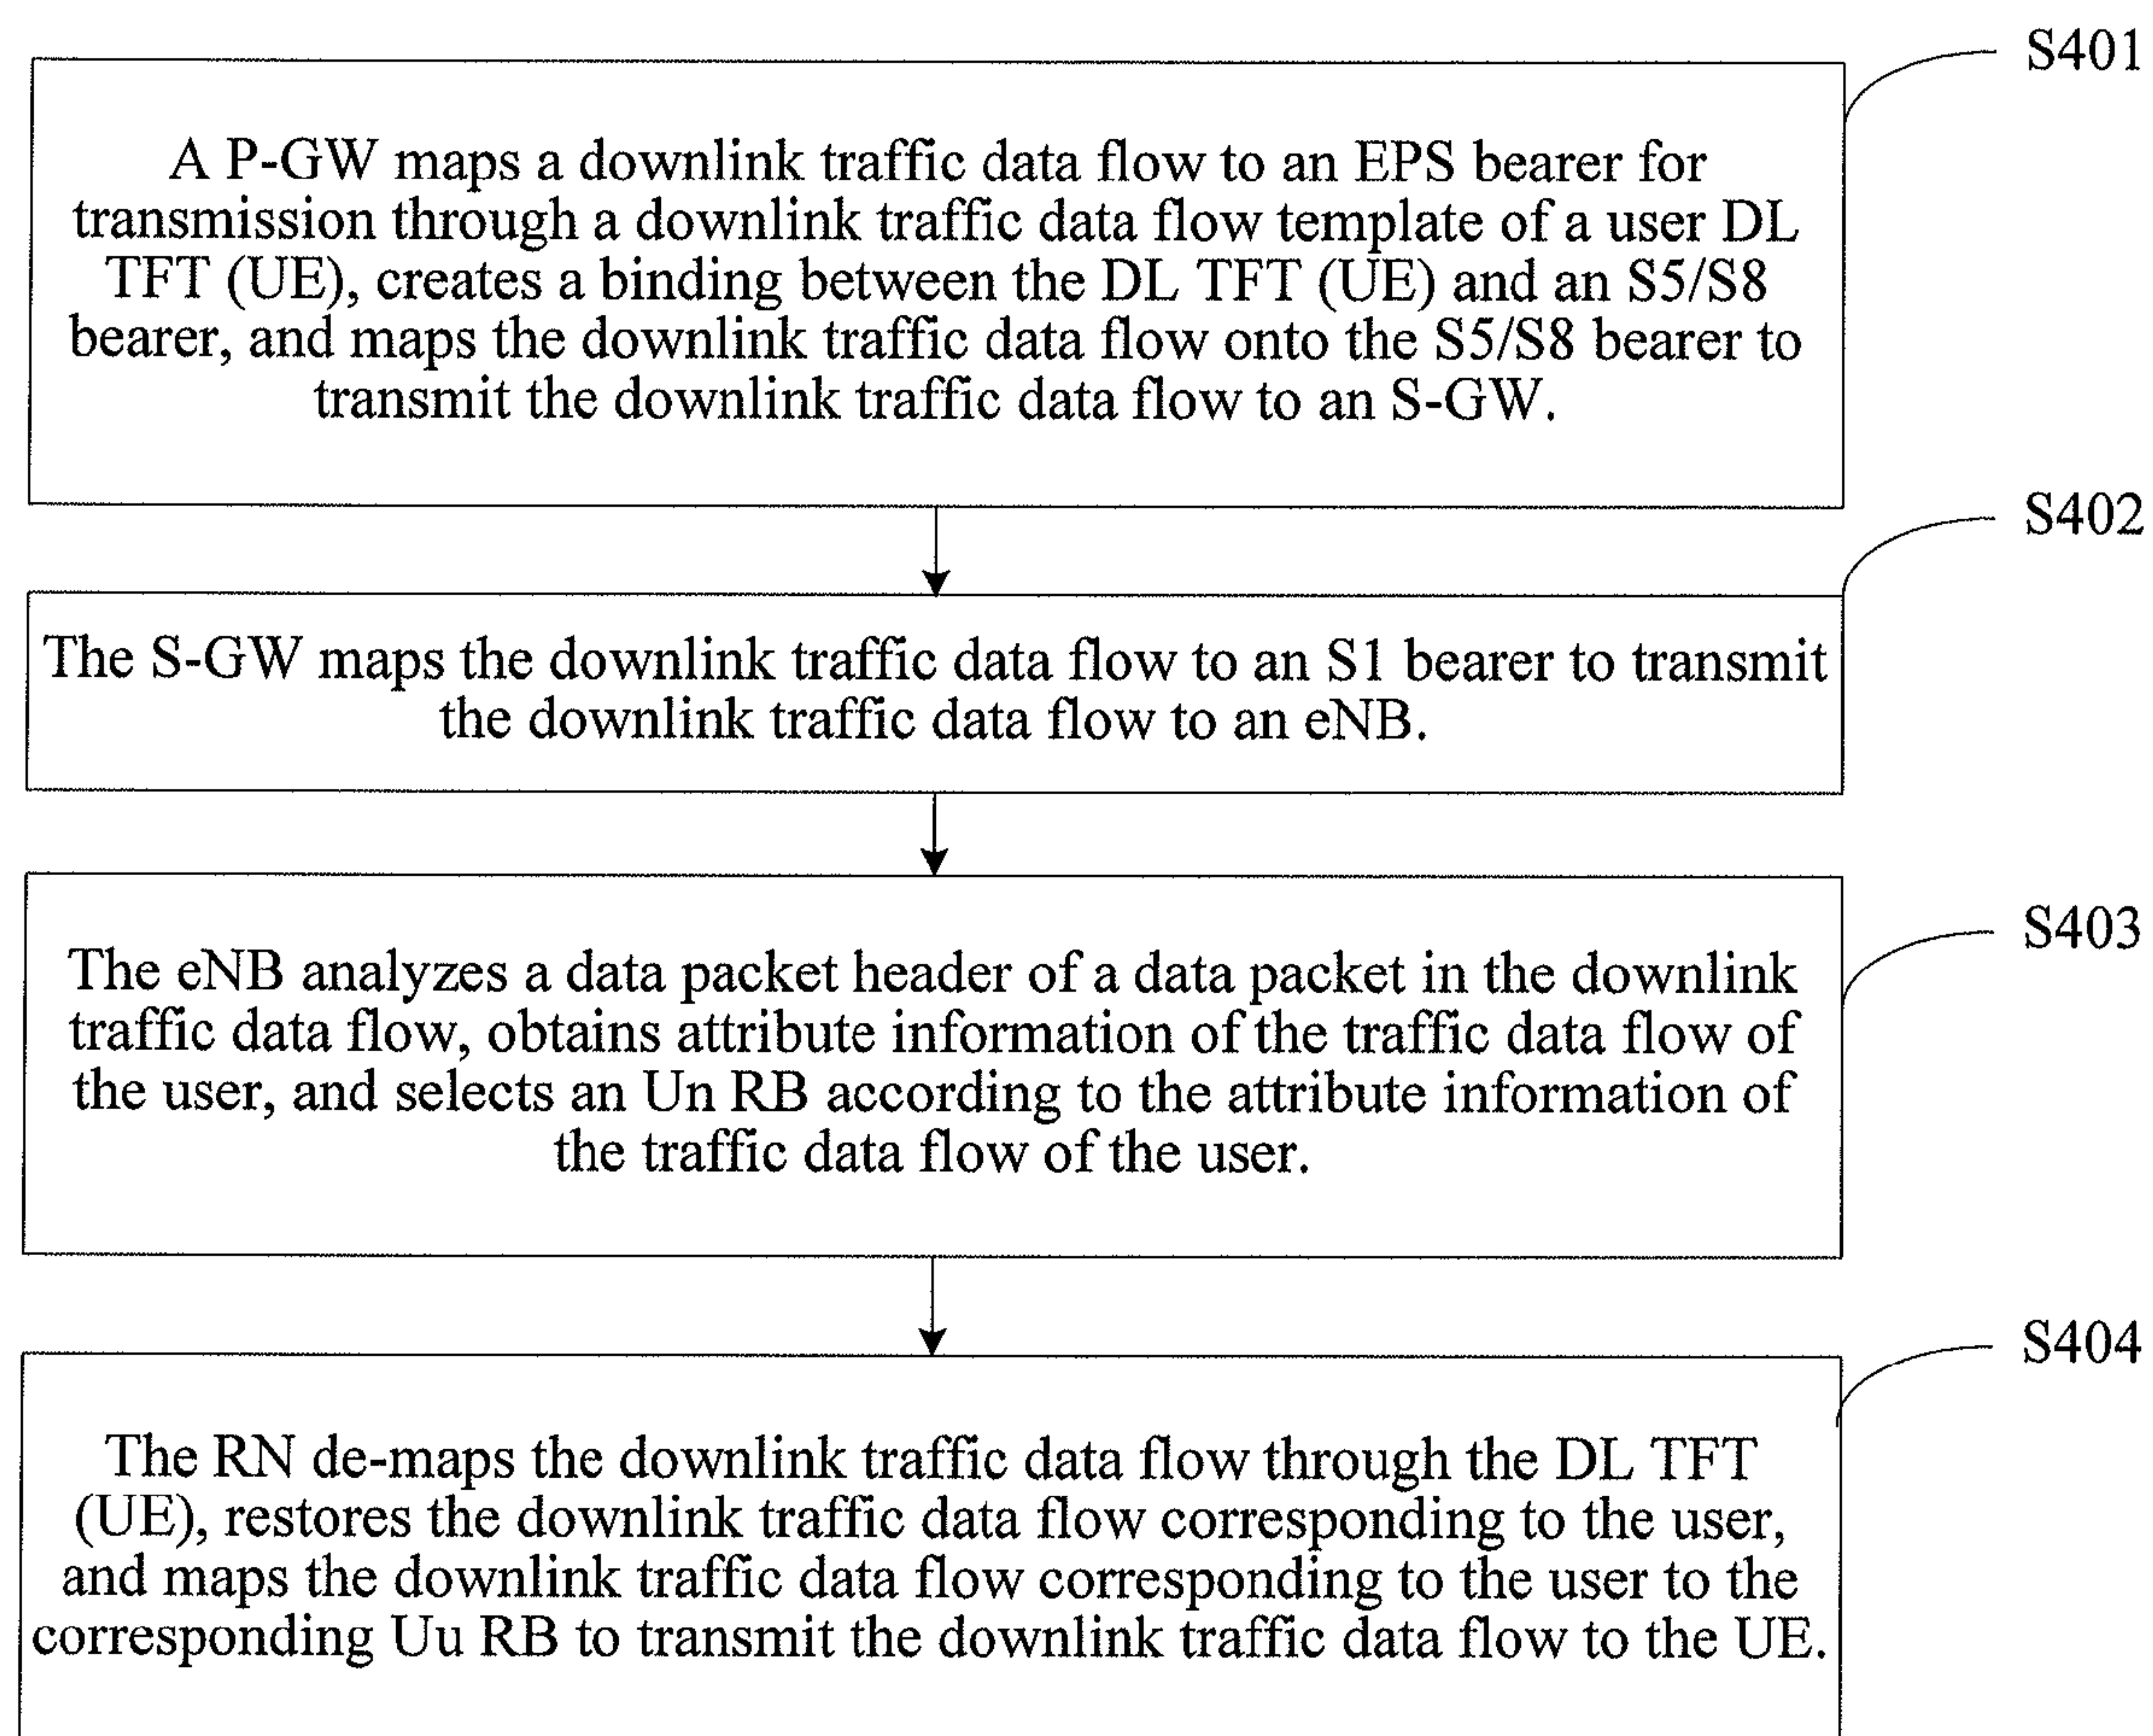 S401
A P-GW maps a downlink traffic data flow to an EPS bearer for
transmission through a downlink traffic data flow template of a user DL
TFT (UE), creates a binding between the DL TFT (UE) and an S5/S8
bearer, and maps the downlink traffic data flow onto the S5/S8 bearer to
transmit the downlink traffic data flow to an S-GW.
S402
The S-GW maps the downlink traffic data flow to an S1 bearer to transmit
the downlink traffic data flow to an eNB.
S403
The eNB analyzes a data packet header of a data packet in the downlink
traffic data flow, obtains attribute information of the traffic data flow of
the user, and selects an Un RB according to the attribute information of
the traffic data flow of the user.
S404
The RN de-maps the downlink traffic data flow through the DL TFT
(UE), restores the downlink traffic data flow corresponding to the user,
and maps the downlink traffic data flow corresponding to the user to the
corresponding Uu RB to transmit the downlink traffic data flow to the UE.